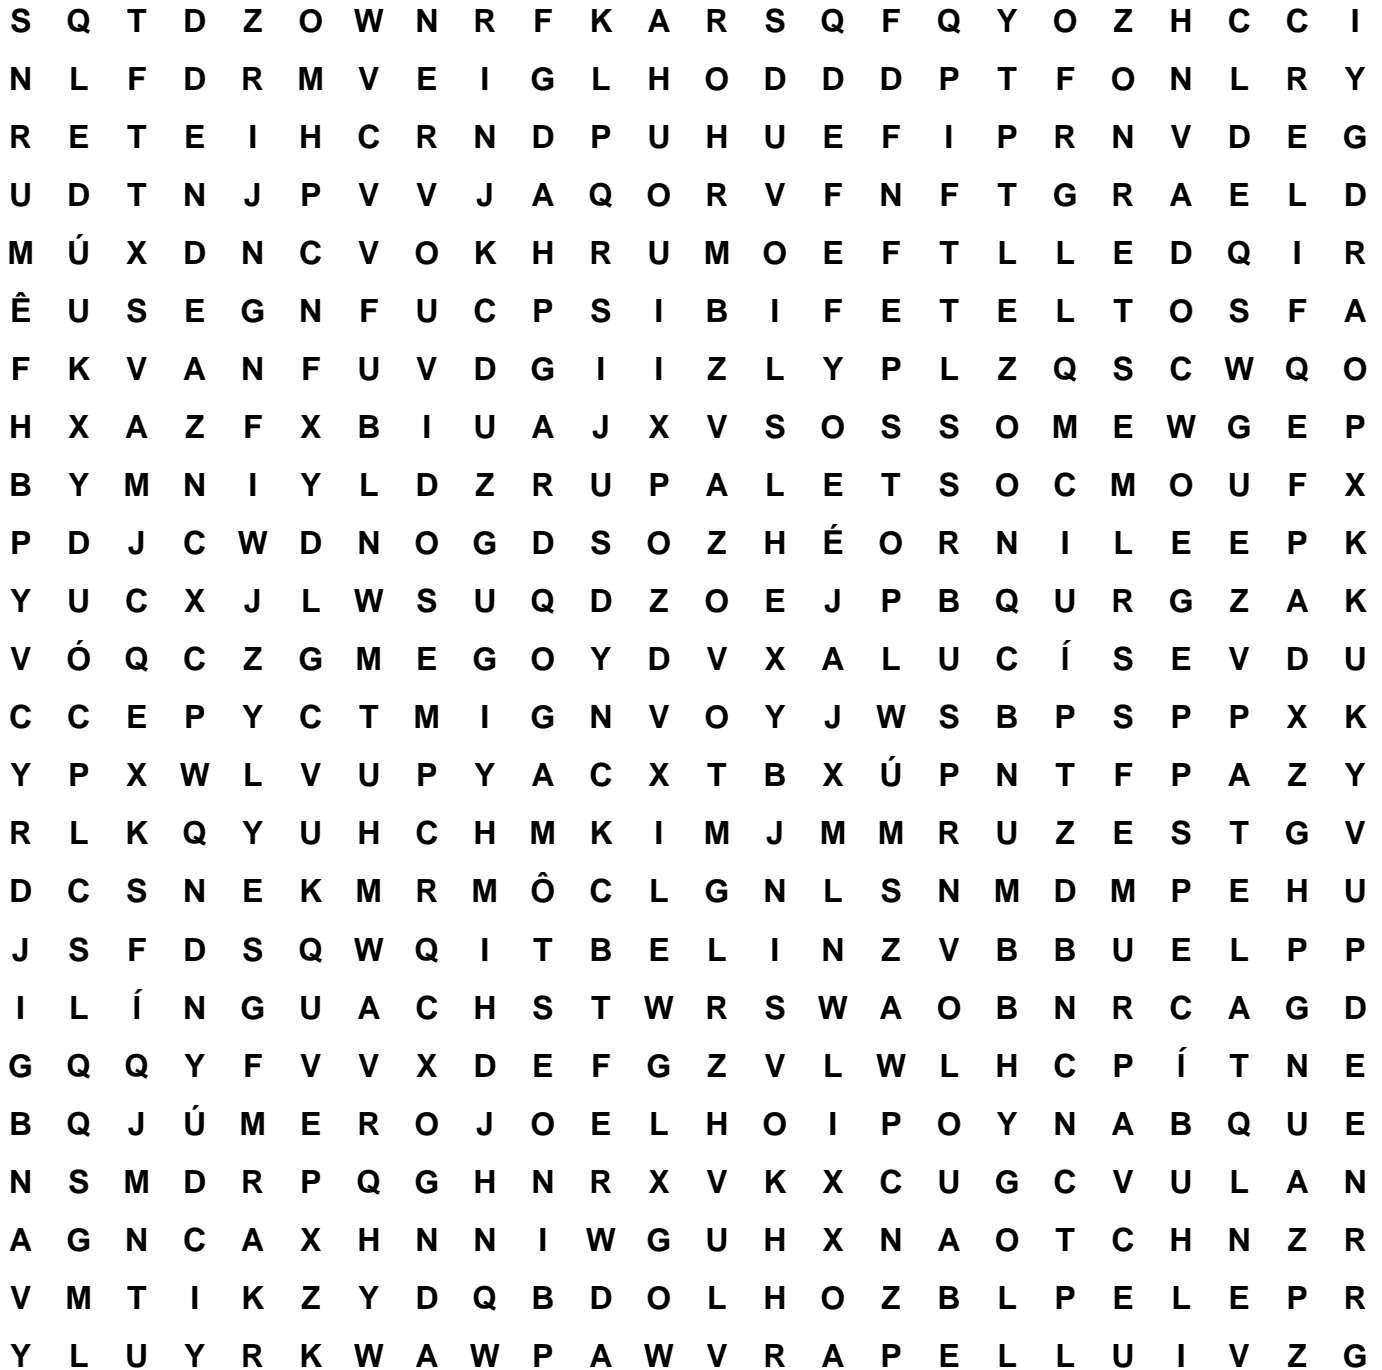 S Q T D Z O W N R F K A R S Q F Q Y O Z H C C I
N L F D R M V E I G L H O D D D P T F O N L R Y
R E T E I H C R N D P U H U E F I P R N V D E G
U D T N J P V V J A Q O R V F N F T G R A E L D
M Ú X D N C V O K H R U M O E F T L L E D Q I R
Ê U S E G N F U C P S I B I F E T E L T O S F A
F K V A N F U V D G I I Z L Y P L Z Q S C W Q O
H X A Z F X B I U A J X V S O S S O M E W G E P
B Y M N I Y L D Z R U P A L E T S O C M O U F X
P D J C W D N O G D S O Z H É O R N I L E E P K
Y U C X J L W S U Q D Z O E J P B Q U R G Z A K
V Ó Q C Z G M E G O Y D V X A L U C Í S E V D U
C C E P Y C T M I G N V O Y J W S B P S P P X K
Y P X W L V U P Y A C X T B X Ú P N T F P A Z Y
R L K Q Y U H C H M K I M J M M R U Z E S T G V
D C S N E K M R M Ô C L G N L S N M D M P E H U
J S F D S Q W Q I T B E L I N Z V B B U E L P P
I L Í N G U A C H S T W R S W A O B N R C A G D
G Q Q Y F V V X D E F G Z V L W L H C P Í T N E
B Q J Ú M E R O J O E L H O I P O Y N A B Q U E
N S M D R P Q G H N R X V K X C U G C V U L A N
A G N C A X H N N I W G U H X N A O T C H N Z R
V M T I K Z Y D Q B D O L H O Z B L P E L E P R
Y L U Y R K W A W P A W V R A P E L L U I V Z G